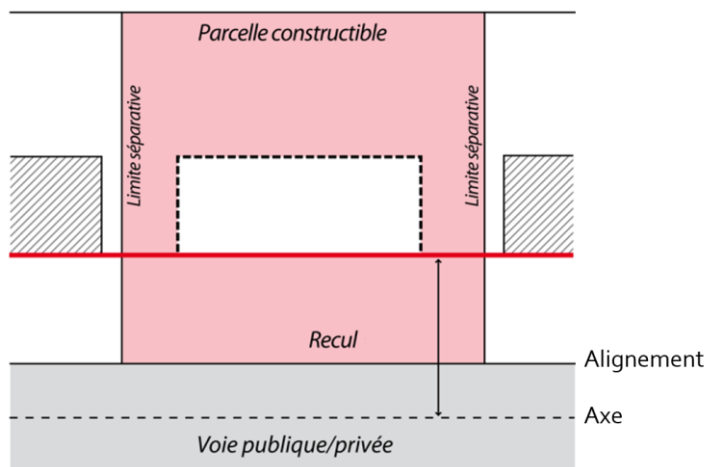 Parcelle constructible
Limite séparative
Limite séparative
Recul
Alignement
Axe
Voie publique/privée